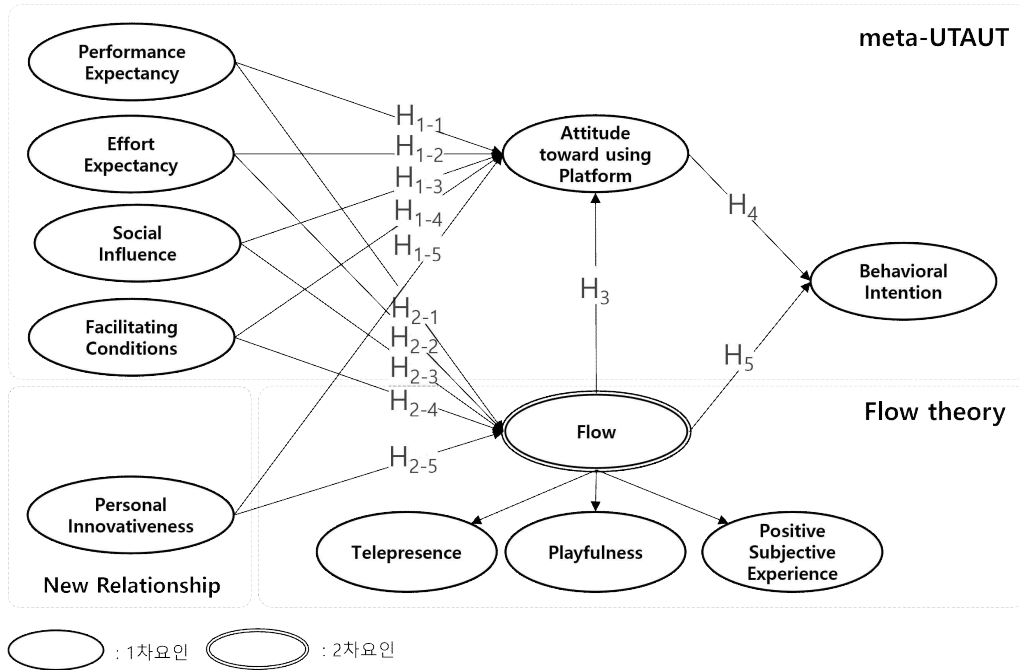 meta-UTAUT
Performance
Expectancy
Effort
Expectancy
Social
Influence
Facilitating
Conditions
Personal
Innovativeness
New Relationship
H1-1
H1-2
H1-3
H1-4
H1-5
H2-1
H2-2
H2-3
H2-4
H2-5
Attitude
toward using
Platform
H3
H4
H5
Behavioral
Intention
Flow theory
Flow
Telepresence
Playfulness
Positive
Subjective
Experience
: 1차요인
: 2차요인